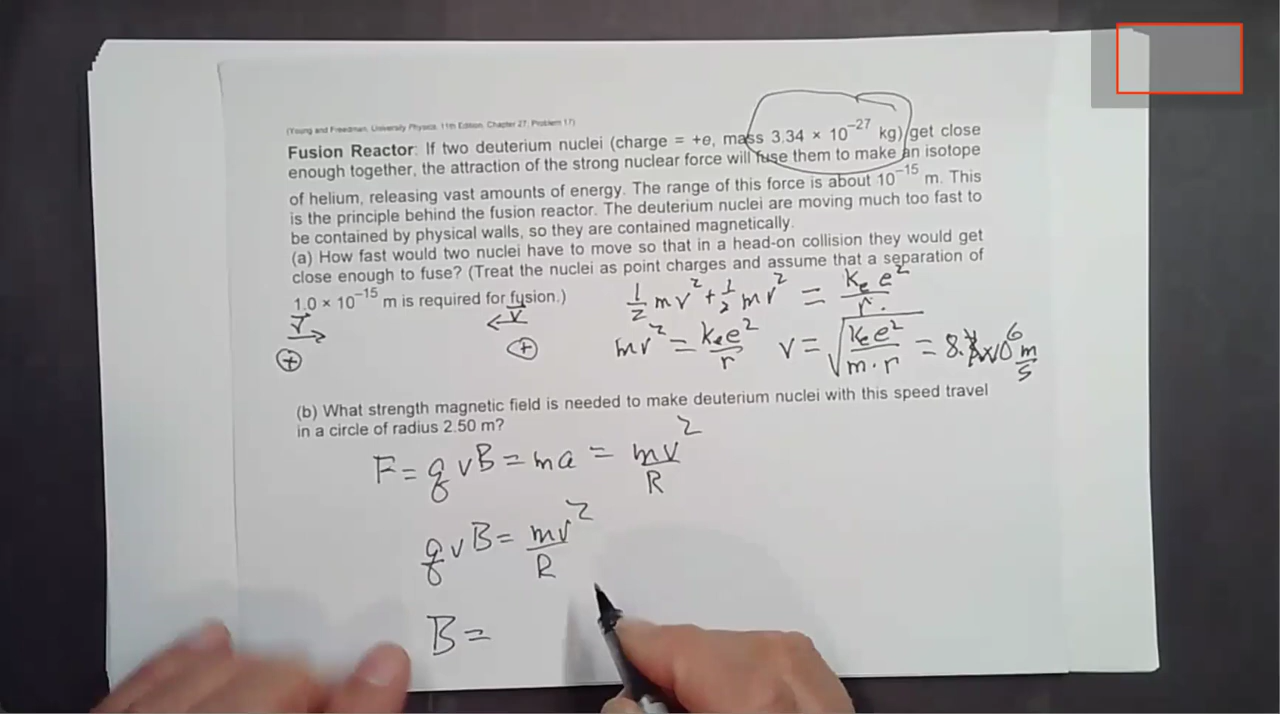 (Young and Freedman, University Physics, 11th Edition, Chapter 27, Problem 17)
Fusion Reactor: If two deuterium nuclei (charge = +e, mass 3.34 × 10⁻²⁷ kg) get close
enough together, the attraction of the strong nuclear force will fuse them to make an isotope
of helium, releasing vast amounts of energy. The range of this force is about 10⁻¹⁵ m. This
is the principle behind the fusion reactor. The deuterium nuclei are moving much too fast to
be contained by physical walls, so they are contained magnetically.
(a) How fast would two nuclei have to move so that in a head-on collision they would get
close enough to fuse? (Treat the nuclei as point charges and assume that a separation of
1.0 × 10⁻¹⁵ m is required for fusion.)
½ mv² + ½ mv² = kₑe²/r
v⃗ v⃗
+ +
mv² = kₑe²/r v = √(kₑe²/(m·r)) = 8. ×10⁶ m/s
(b) What strength magnetic field is needed to make deuterium nuclei with this speed travel
in a circle of radius 2.50 m?
F = qvB = ma = mv²/R
qvB = mv²/R
B =